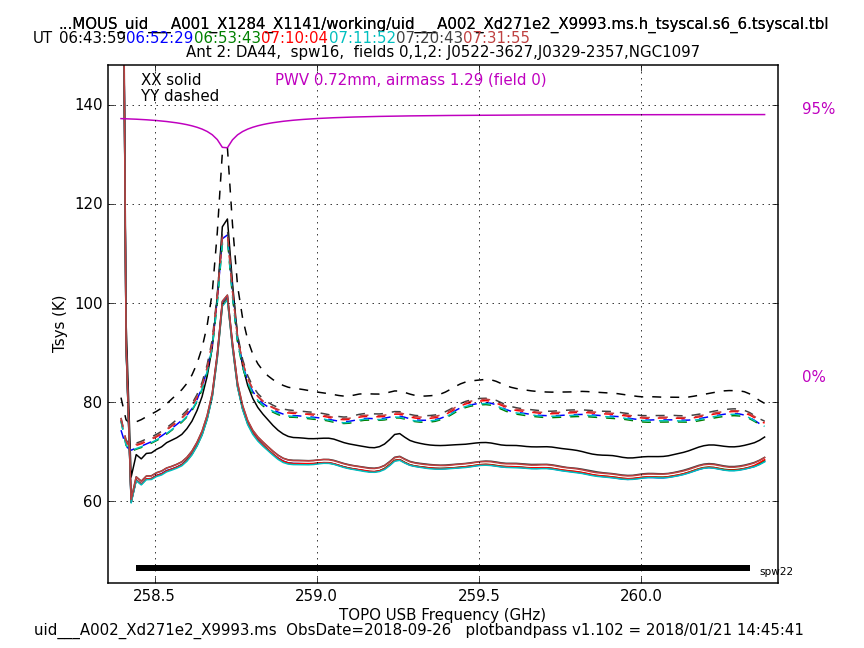 ...MOUS_uid___A001_X1284_X1141/working/uid___A002_Xd271e2_X9993.ms.h_tsyscal.s6_6.tsyscal.tbl
UT 06:43:59 06:52:29 06:53:43 07:10:04 07:11:52 07:20:43 07:31:55
Ant 2: DA44, spw16, fields 0,1,2: J0522-3627,J0329-2357,NGC1097
XX solid
YY dashed
PWV 0.72mm, airmass 1.29 (field 0)
95%
0%
140
120
100
80
60
Tsys (K)
spw22
258.5 259.0 259.5 260.0
TOPO USB Frequency (GHz)
uid___A002_Xd271e2_X9993.ms ObsDate=2018-09-26 plotbandpass v1.102 = 2018/01/21 14:45:41